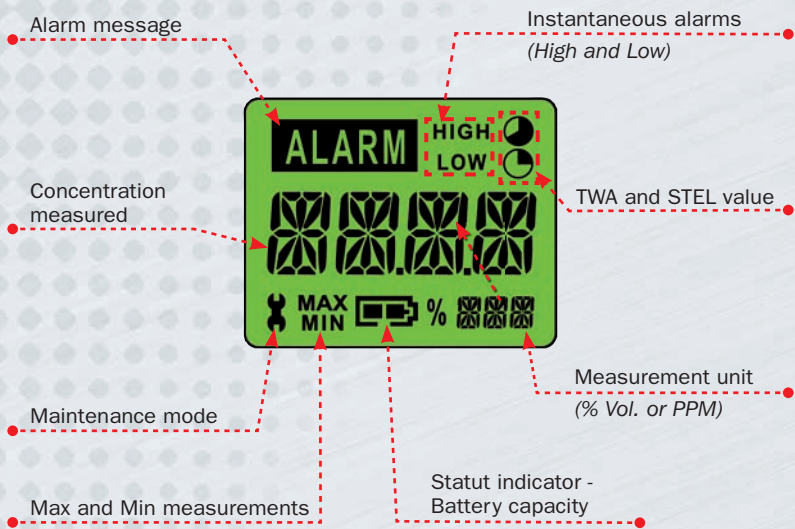 Alarm message
Instantaneous alarms
(High and Low)
ALARM
HIGH
LOW
Concentration
measured
TWA and STEL value
MAX
MIN
%
Maintenance mode
Measurement unit
(% Vol. or PPM)
Max and Min measurements
Statut indicator -
Battery capacity